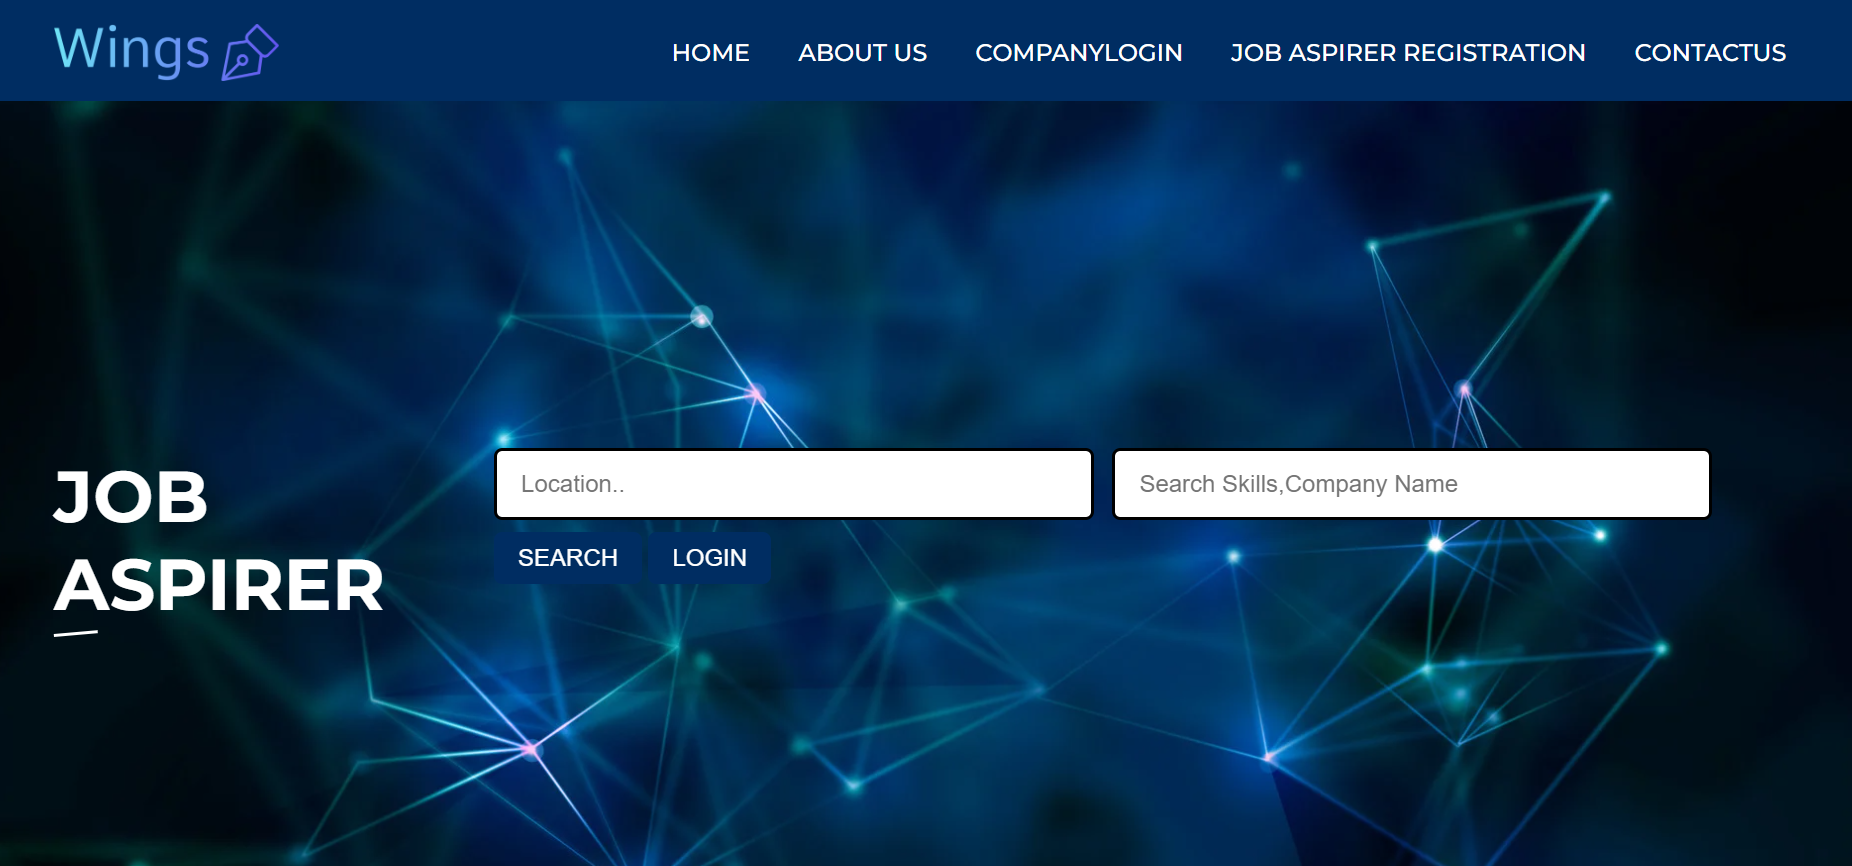 Wings
HOME ABOUT US COMPANYLOGIN JOB ASPIRER REGISTRATION CONTACTUS
JOB
ASPIRER
Location..
Search Skills,Company Name
SEARCH LOGIN